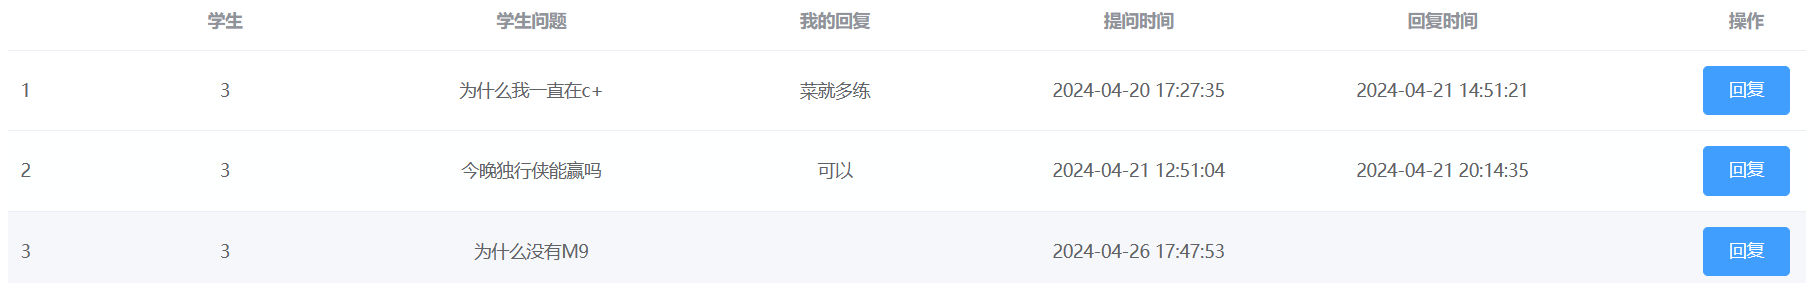 学生 学生问题 我的回复 提问时间 回复时间 操作
1 3 为什么我一直在c+ 菜就多练 2024-04-20 17:27:35 2024-04-21 14:51:21 回复
2 3 今晚独行侠能赢吗 可以 2024-04-21 12:51:04 2024-04-21 20:14:35 回复
3 3 为什么没有M9 2024-04-26 17:47:53 回复